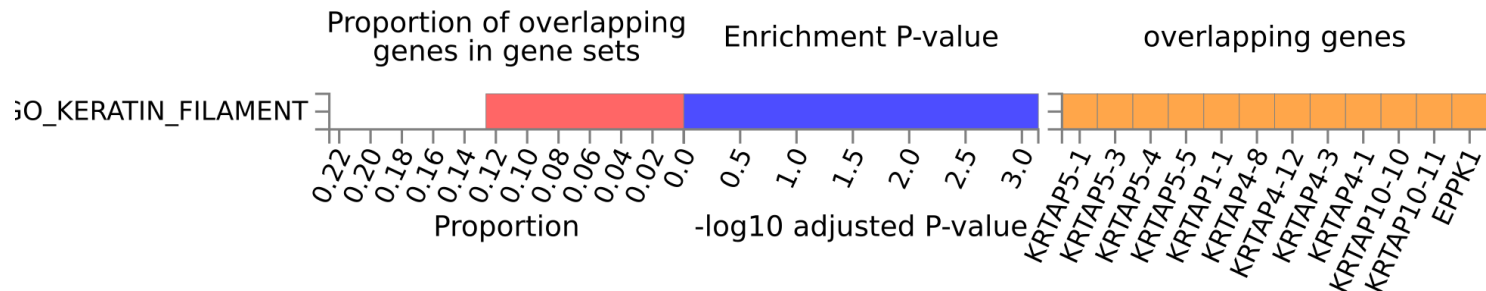 Proportion of overlapping
genes in gene sets
Enrichment P-value
overlapping genes
GO_KERATIN_FILAMENT
0.22 0.20 0.18 0.16 0.14 0.12 0.10 0.08 0.06 0.04 0.02 0.0 0.5 1.0 1.5 2.0 2.5 3.0
KRTAP5-1
KRTAP5-3
KRTAP5-4
KRTAP5-5
KRTAP1-1
KRTAP4-8
KRTAP4-12
KRTAP4-3
KRTAP4-1
KRTAP10-10
KRTAP10-11
EPPK1
Proportion
-log10 adjusted P-value